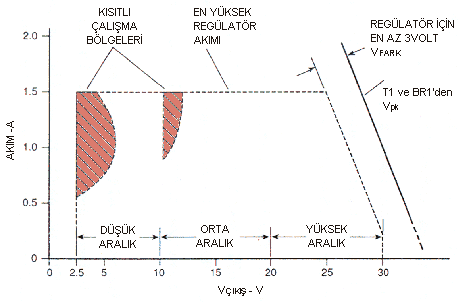 KISITLI
ÇALIŞMA
BÖLGELERİ
EN YÜKSEK
REGÜLATÖR
AKIMI
REGÜLATÖR İÇİN
EN AZ 3VOLT
VFARK
T1 ve BR1'den
Vpk
AKIM -A
2.0
1.5
1.0
0.5
0
DÜŞÜK
ARALIK
ORTA
ARALIK
YÜKSEK
ARALIK
0 2.5 5 10 15 20 25 30
VÇIKIŞ - V